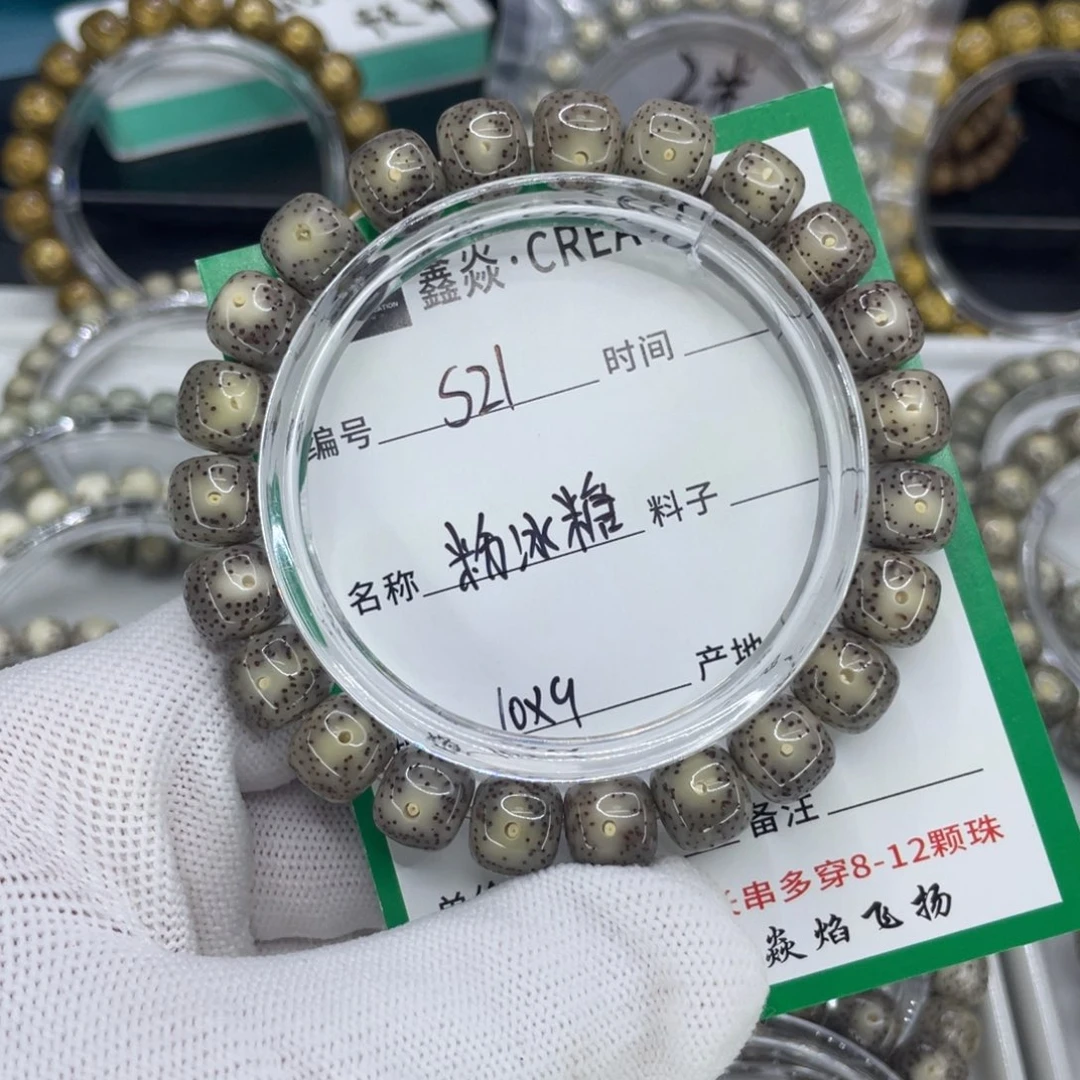 鑫焱·CREA
编号 S21 时间
名称 粉冰糖 料子
10X9 产地
备注
串多穿8-12颗珠
焱焰飞扬